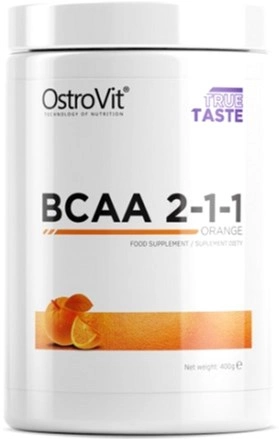 OstroVit®
TECHNOLOGY OF NUTRITION
TRUE
TASTE
BCAA 2-1-1
ORANGE
FOOD SUPPLEMENT / SUPLEMENT DIETY
Net weight: 400g e